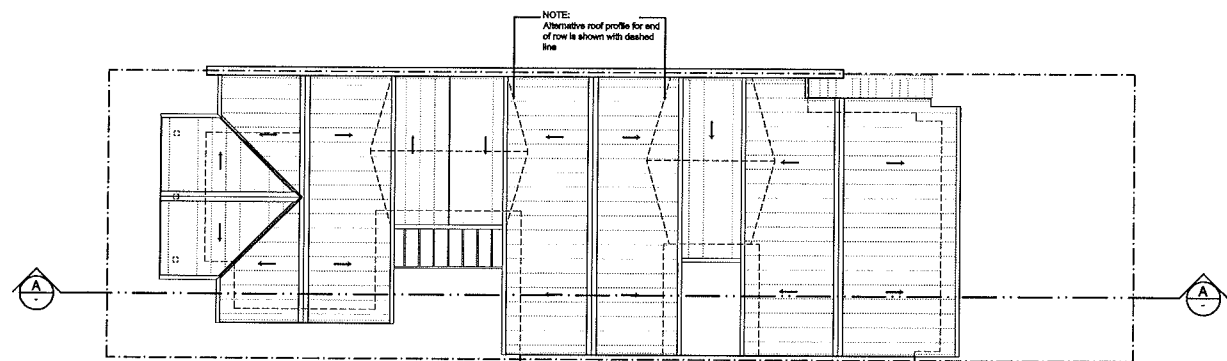 NOTE:
Alternative roof profile for end
of row is shown with dashed
line
A
-
A
-